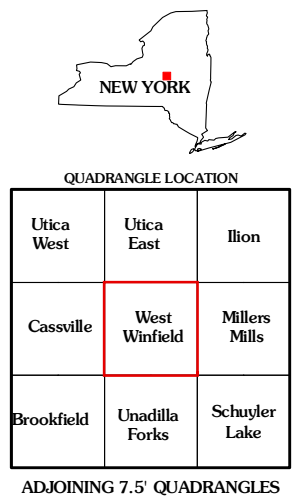 NEW YORK
QUADRANGLE LOCATION
Utica
West
Utica
East
Ilion
Cassville
West
Winfield
Millers
Mills
Brookfield
Unadilla
Forks
Schuyler
Lake
ADJOINING 7.5' QUADRANGLES